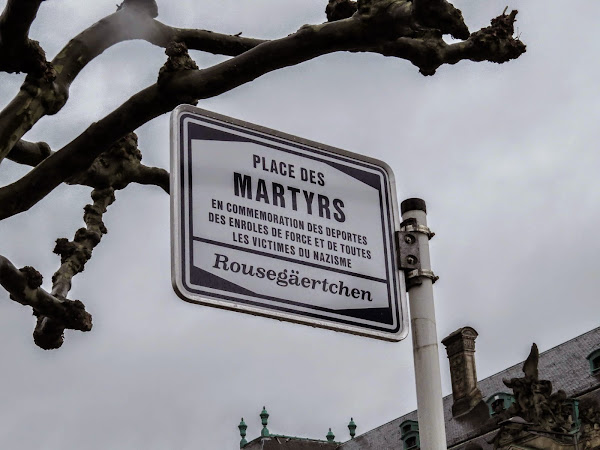 PLACE DES
MARTYRS
EN COMMEMORATION DES DEPORTES
DES ENROLES DE FORCE ET DE TOUTES
LES VICTIMES DU NAZISME
Rousegäertchen